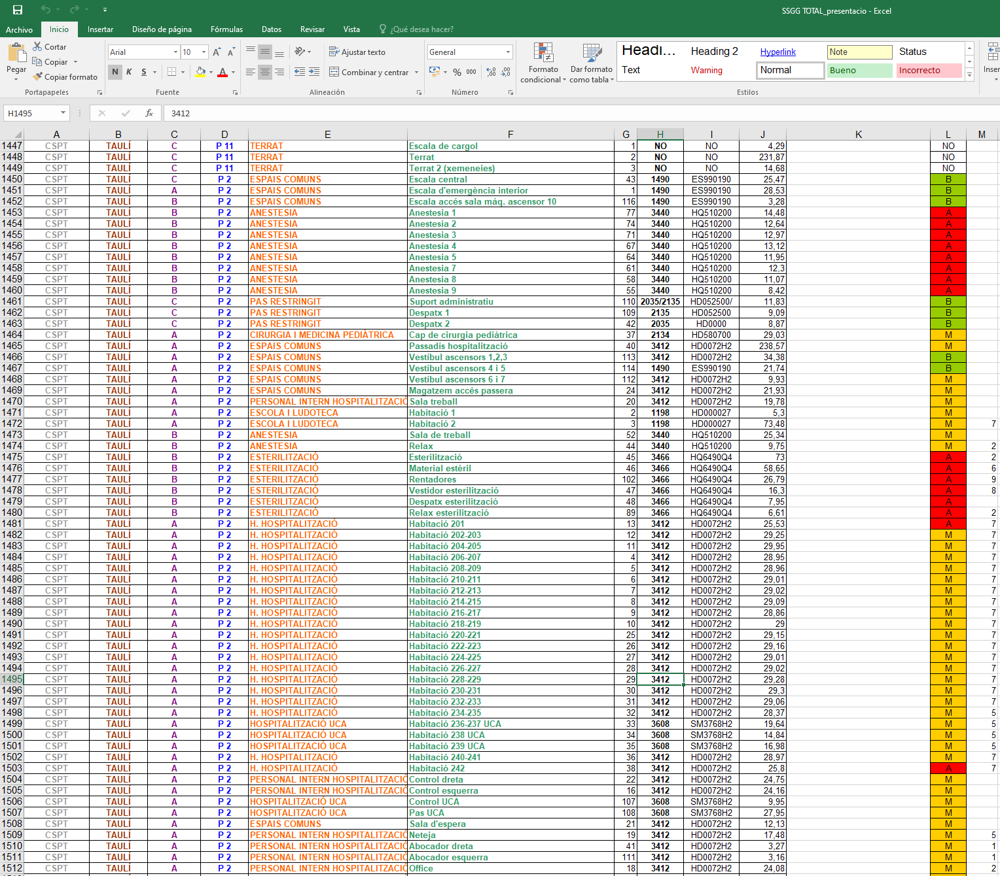 SSGG TOTAL_presentacio - Excel
Archivo Inicio Insertar Diseño de página Fórmulas Datos Revisar Vista ¿Qué desea hacer?
Pegar Cortar Copiar Copiar formato
Arial 10 N K S
Ajustar texto Combinar y centrar
General % 000
Formato condicional Dar formato como tabla
Headi... Heading 2 Hyperlink Note Status
Text Warning Normal Bueno Incorrecto
Portapapeles Fuente Alineación Número Estilos
H1495 fx 3412
A B C D E F G H I J K L M
1447 CSPT TAULÍ C P 11 TERRAT Escala de cargol 1 NO NO 4,29 NO
1448 CSPT TAULÍ C P 11 TERRAT Terrat 2 NO NO 231,87 NO
1449 CSPT TAULÍ C P 11 TERRAT Terrat 2 (xemeneies) 3 NO NO 14,68 NO
1450 CSPT TAULÍ C P 2 ESPAIS COMUNS Escala central 43 1490 ES990190 25,47 B
1451 CSPT TAULÍ A P 2 ESPAIS COMUNS Escala d'emergència interior 1 1490 ES990190 28,53 B
1452 CSPT TAULÍ B P 2 ESPAIS COMUNS Escala accés sala máq. ascensor 10 116 1490 ES990190 3,28 B
1453 CSPT TAULÍ B P 2 ANESTESIA Anestesia 1 77 3440 HQ510200 14,48 A
1454 CSPT TAULÍ B P 2 ANESTESIA Anestesia 2 74 3440 HQ510200 12,64 A
1455 CSPT TAULÍ B P 2 ANESTESIA Anestesia 3 71 3440 HQ510200 12,97 A
1456 CSPT TAULÍ B P 2 ANESTESIA Anestesia 4 67 3440 HQ510200 13,12 A
1457 CSPT TAULÍ B P 2 ANESTESIA Anestesia 5 64 3440 HQ510200 11,95 A
1458 CSPT TAULÍ B P 2 ANESTESIA Anestesia 7 61 3440 HQ510200 12,3 A
1459 CSPT TAULÍ B P 2 ANESTESIA Anestesia 8 58 3440 HQ510200 11,07 A
1460 CSPT TAULÍ B P 2 ANESTESIA Anestesia 9 55 3440 HQ510200 8,42 A
1461 CSPT TAULÍ C P 2 PAS RESTRINGIT Suport administratiu 110 2035/2135 HD052500/ 11,83 B
1462 CSPT TAULÍ C P 2 PAS RESTRINGIT Despatx 1 109 2135 HD052500 9,09 B
1463 CSPT TAULÍ C P 2 PAS RESTRINGIT Despatx 2 42 2035 HD0000 8,87 B
1464 CSPT TAULÍ A P 2 CIRURGIA I MEDICINA PEDIÀTRICA Cap de cirurgia pediàtrica 37 2134 HD580700 29,03 M
1465 CSPT TAULÍ A P 2 ESPAIS COMUNS Passadís hospitalització 40 3412 HD0072H2 238,57 M
1466 CSPT TAULÍ A P 2 ESPAIS COMUNS Vestíbul ascensors 1,2,3 113 3412 HD0072H2 34,38 B
1467 CSPT TAULÍ A P 2 ESPAIS COMUNS Vestíbul ascensors 4 i 5 114 1490 ES990190 21,74 B
1468 CSPT TAULÍ A P 2 ESPAIS COMUNS Vestíbul ascensors 6 i 7 112 3412 HD0072H2 9,93 M
1469 CSPT TAULÍ A P 2 ESPAIS COMUNS Magatzem accés passera 24 3412 HD0072H2 21,93 M
1470 CSPT TAULÍ A P 2 PERSONAL INTERN HOSPITALITZACIÓ Sala treball 20 3412 HD0072H2 19,78 M
1471 CSPT TAULÍ A P 2 ESCOLA I LUDOTECA Habitació 1 2 1198 HD000027 5,3 M
1472 CSPT TAULÍ A P 2 ESCOLA I LUDOTECA Habitació 2 3 1198 HD000027 73,48 M 7
1473 CSPT TAULÍ B P 2 ANESTESIA Sala de treball 52 3440 HQ510200 25,34 M
1474 CSPT TAULÍ B P 2 ANESTESIA Relax 44 3440 HQ510200 9,75 M 2
1475 CSPT TAULÍ B P 2 ESTERILITZACIÓ Esterilització 45 3466 HQ6490Q4 73 A 2
1476 CSPT TAULÍ B P 2 ESTERILITZACIÓ Material estèril 46 3466 HQ6490Q4 58,65 A 6
1477 CSPT TAULÍ B P 2 ESTERILITZACIÓ Rentadores 102 3466 HQ6490Q4 26,79 A 9
1478 CSPT TAULÍ B P 2 ESTERILITZACIÓ Vestidor esterilització 47 3466 HQ6490Q4 16,3 A 8
1479 CSPT TAULÍ B P 2 ESTERILITZACIÓ Despatx esterilització 48 3466 HQ6490Q4 7,95 A
1480 CSPT TAULÍ B P 2 ESTERILITZACIÓ Relax esterilització 89 3466 HQ6490Q4 6,61 A 2
1481 CSPT TAULÍ A P 2 H. HOSPITALITZACIÓ Habitació 201 13 3412 HD0072H2 25,53 A 7
1482 CSPT TAULÍ A P 2 H. HOSPITALITZACIÓ Habitació 202-203 12 3412 HD0072H2 29,25 M 7
1483 CSPT TAULÍ A P 2 H. HOSPITALITZACIÓ Habitació 204-205 11 3412 HD0072H2 29,95 M 7
1484 CSPT TAULÍ A P 2 H. HOSPITALITZACIÓ Habitació 206-207 4 3412 HD0072H2 28,95 M 7
1485 CSPT TAULÍ A P 2 H. HOSPITALITZACIÓ Habitació 208-209 5 3412 HD0072H2 28,96 M 7
1486 CSPT TAULÍ A P 2 H. HOSPITALITZACIÓ Habitació 210-211 6 3412 HD0072H2 29,01 M 7
1487 CSPT TAULÍ A P 2 H. HOSPITALITZACIÓ Habitació 212-213 7 3412 HD0072H2 29,02 M 7
1488 CSPT TAULÍ A P 2 H. HOSPITALITZACIÓ Habitació 214-215 8 3412 HD0072H2 29,09 M 7
1489 CSPT TAULÍ A P 2 H. HOSPITALITZACIÓ Habitació 216-217 9 3412 HD0072H2 28,86 M 7
1490 CSPT TAULÍ A P 2 H. HOSPITALITZACIÓ Habitació 218-219 10 3412 HD0072H2 29 M 7
1491 CSPT TAULÍ A P 2 H. HOSPITALITZACIÓ Habitació 220-221 25 3412 HD0072H2 29,15 M 7
1492 CSPT TAULÍ A P 2 H. HOSPITALITZACIÓ Habitació 222-223 26 3412 HD0072H2 29,16 M 7
1493 CSPT TAULÍ A P 2 H. HOSPITALITZACIÓ Habitació 224-225 27 3412 HD0072H2 29,01 M 7
1494 CSPT TAULÍ A P 2 H. HOSPITALITZACIÓ Habitació 226-227 28 3412 HD0072H2 29,02 M 7
1495 CSPT TAULÍ A P 2 H. HOSPITALITZACIÓ Habitació 228-229 29 3412 HD0072H2 29,28 M 7
1496 CSPT TAULÍ A P 2 H. HOSPITALITZACIÓ Habitació 230-231 30 3412 HD0072H2 29,3 M 7
1497 CSPT TAULÍ A P 2 H. HOSPITALITZACIÓ Habitació 232-233 31 3412 HD0072H2 29,06 M 7
1498 CSPT TAULÍ A P 2 H. HOSPITALITZACIÓ Habitació 234-235 32 3412 HD0072H2 28,37 M 5
1499 CSPT TAULÍ A P 2 HOSPITALITZACIÓ UCA Habitació 236-237 UCA 33 3608 SM3768H2 19,64 M 5
1500 CSPT TAULÍ A P 2 HOSPITALITZACIÓ UCA Habitació 238 UCA 34 3608 SM3768H2 14,84 M 5
1501 CSPT TAULÍ A P 2 HOSPITALITZACIÓ UCA Habitació 239 UCA 35 3608 SM3768H2 16,98 M 5
1502 CSPT TAULÍ A P 2 H. HOSPITALITZACIÓ Habitació 240-241 36 3412 HD0072H2 28,97 M 7
1503 CSPT TAULÍ A P 2 H. HOSPITALITZACIÓ Habitació 242 38 3412 HD0072H2 25,8 A 7
1504 CSPT TAULÍ A P 2 PERSONAL INTERN HOSPITALITZACIÓ Control dreta 22 3412 HD0072H2 24,75 M
1505 CSPT TAULÍ A P 2 PERSONAL INTERN HOSPITALITZACIÓ Control esquerra 16 3412 HD0072H2 24,16 M
1506 CSPT TAULÍ A P 2 HOSPITALITZACIÓ UCA Control UCA 107 3608 SM3768H2 9,95 M
1507 CSPT TAULÍ A P 2 HOSPITALITZACIÓ UCA Pas UCA 108 3608 SM3768H2 27,95 M
1508 CSPT TAULÍ A P 2 ESPAIS COMUNS Sala d'espera 21 3412 HD0072H2 12,13 M
1509 CSPT TAULÍ A P 2 PERSONAL INTERN HOSPITALITZACIÓ Neteja 19 3412 HD0072H2 17,48 M 5
1510 CSPT TAULÍ A P 2 PERSONAL INTERN HOSPITALITZACIÓ Abocador dreta 41 3412 HD0072H2 3,27 M 1
1511 CSPT TAULÍ A P 2 PERSONAL INTERN HOSPITALITZACIÓ Abocador esquerra 111 3412 HD0072H2 3,16 M 1
1512 CSPT TAULÍ A P 2 PERSONAL INTERN HOSPITALITZACIÓ Office 18 3412 HD0072H2 24,08 M 2